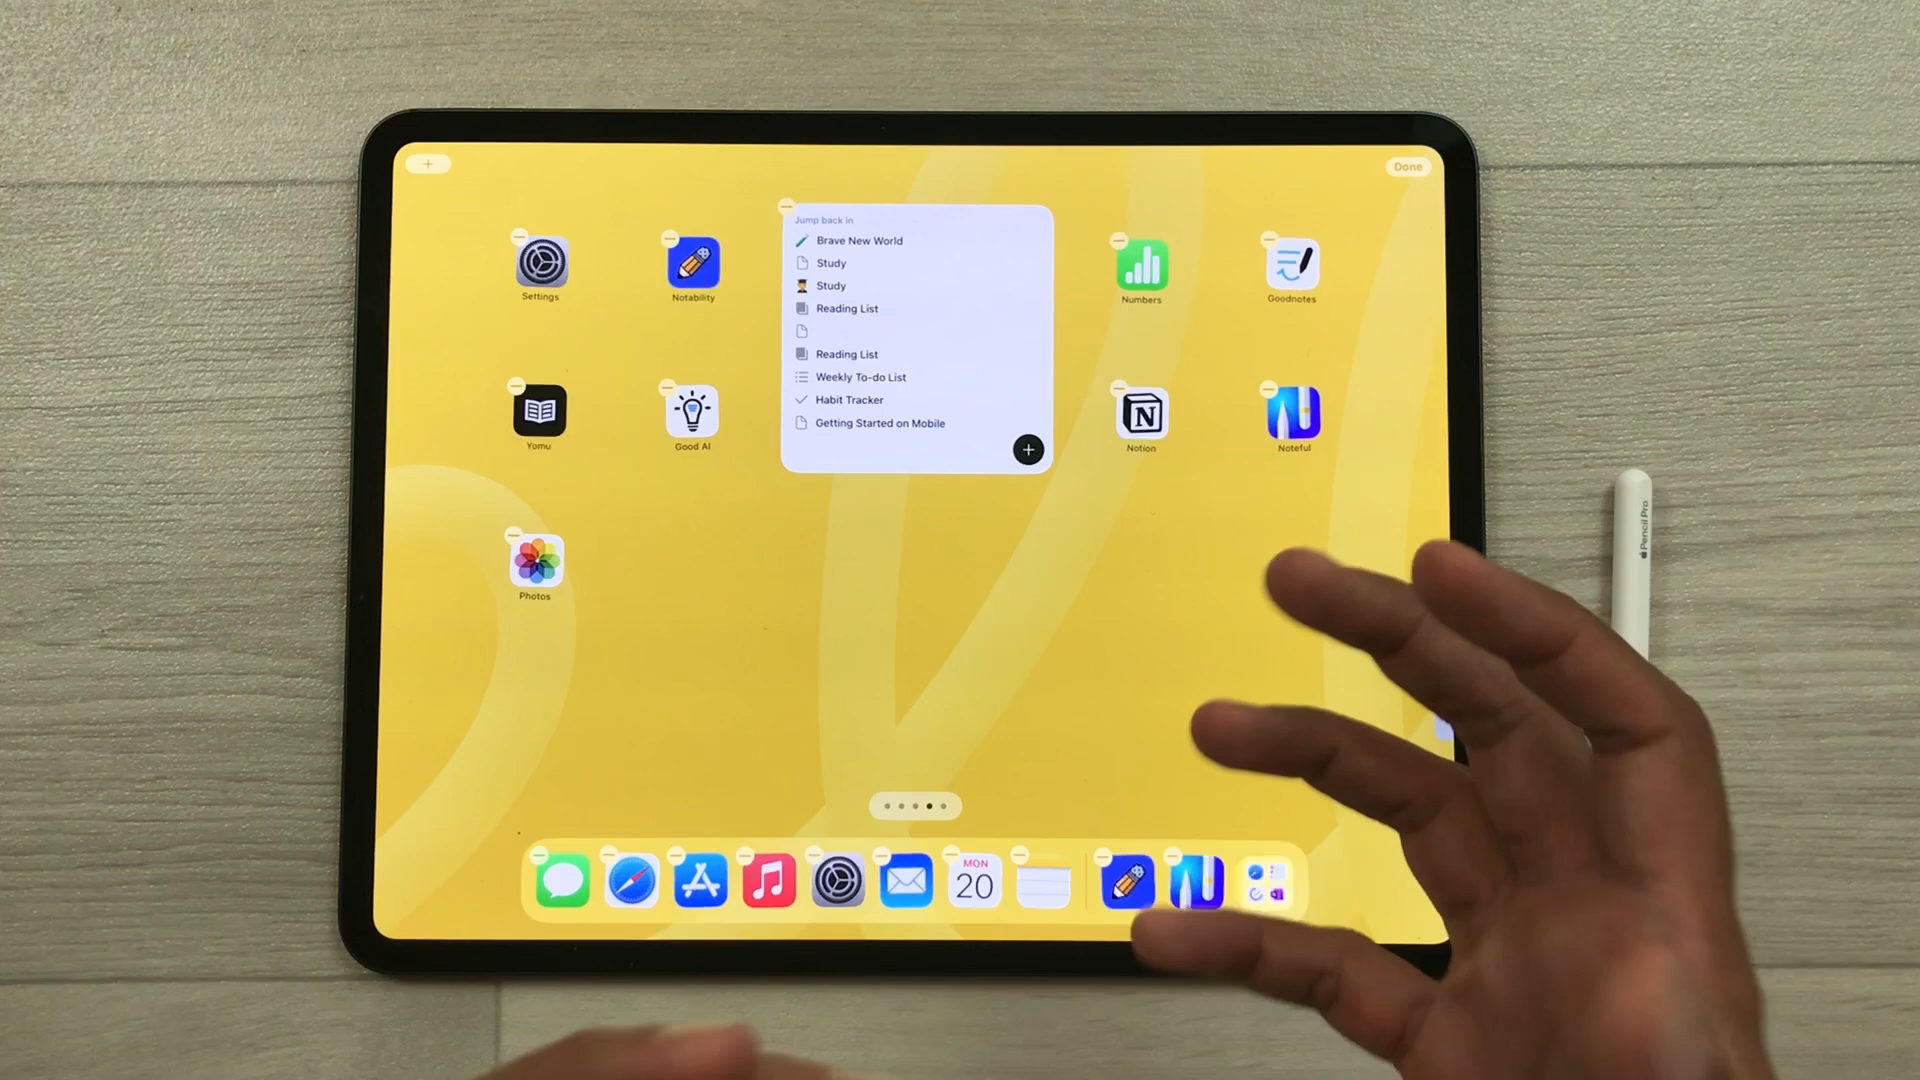 +
Done
Jump back in
Brave New World
Study
Study
Reading List
Reading List
Weekly To-do List
Habit Tracker
Getting Started on Mobile
+
Settings
Notability
Numbers
Goodnotes
Yomu
Good AI
N
Notion
Noteful
Photos
MON
20
Pencil Pro